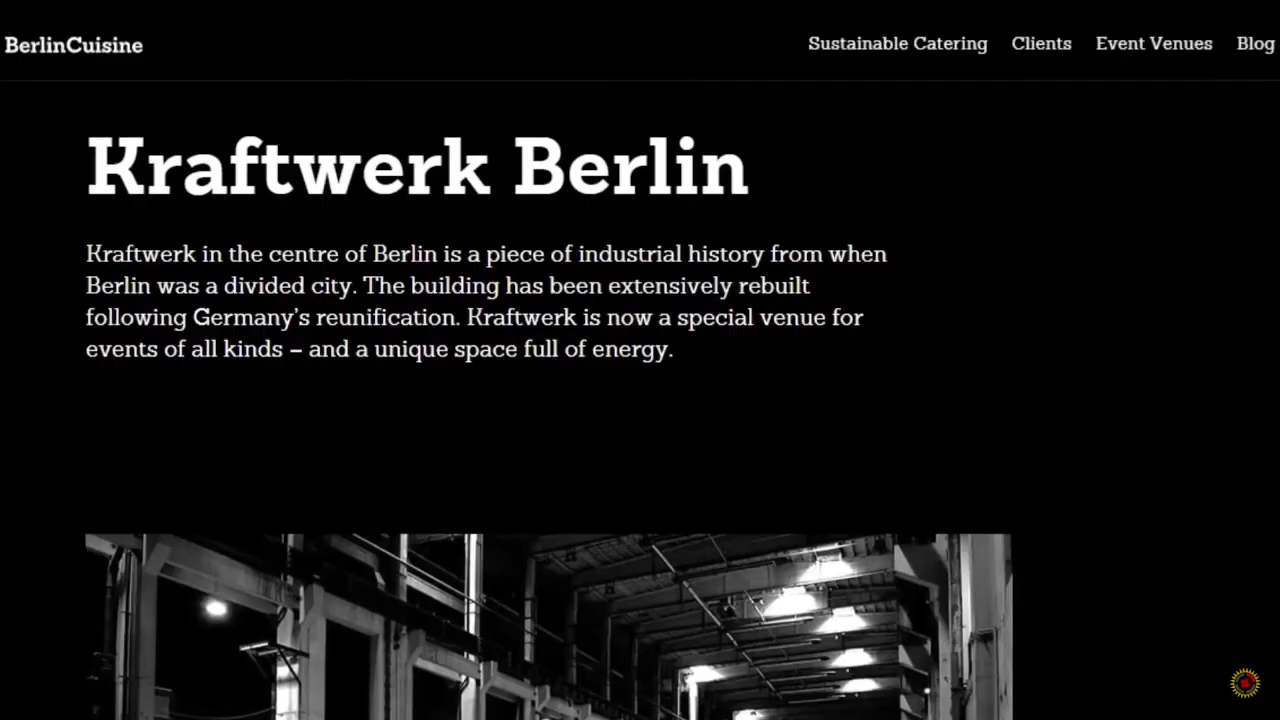 BerlinCuisine
Sustainable Catering Clients Event Venues Blog
Kraftwerk Berlin
Kraftwerk in the centre of Berlin is a piece of industrial history from when
Berlin was a divided city. The building has been extensively rebuilt
following Germany's reunification. Kraftwerk is now a special venue for
events of all kinds – and a unique space full of energy.